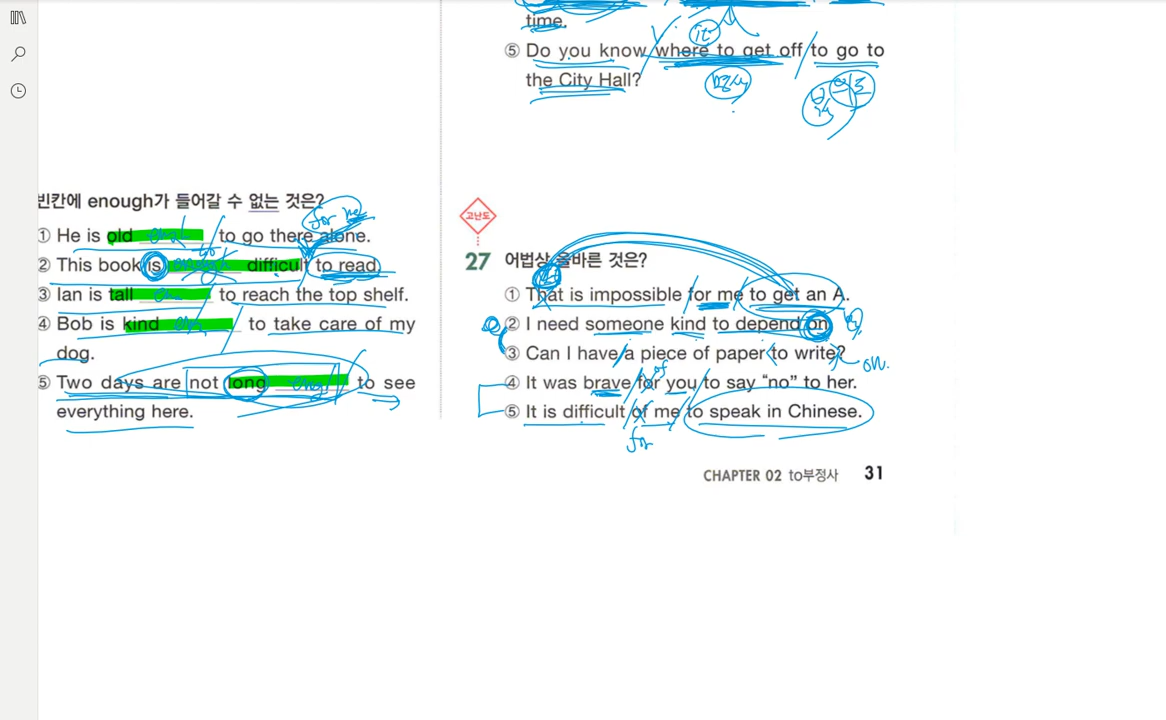 time.
⑤ Do you know where to get off to go to
the City Hall?
it
빈칸에 enough가 들어갈 수 없는 것은?
for me
① He is old to go there alone.
② This book is difficult to read.
③ Ian is tall to reach the top shelf.
④ Bob is kind to take care of my
dog.
⑤ Two days are not long to see
everything here.
고난도
27 어법상 올바른 것은?
① That is impossible for me to get an A.
② I need someone kind to depend on.
③ Can I have a piece of paper to write?
on.
of
④ It was brave for you to say “no” to her.
⑤ It is difficult of me to speak in Chinese.
for
CHAPTER 02 to부정사 31